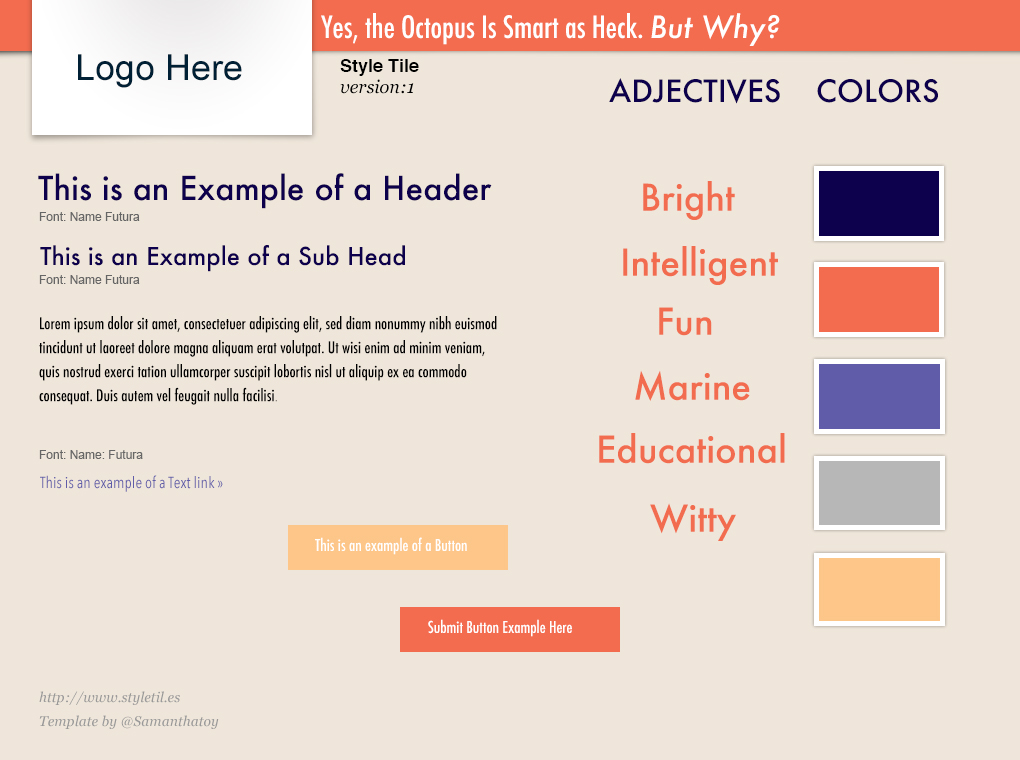 Yes, the Octopus Is Smart as Heck. But Why?
Logo Here
Style Tile
version:1
ADJECTIVES
COLORS
This is an Example of a Header
Font: Name Futura
This is an Example of a Sub Head
Font: Name Futura
Lorem ipsum dolor sit amet, consectetuer adipiscing elit, sed diam nonummy nibh euismod
tincidunt ut laoreet dolore magna aliquam erat volutpat. Ut wisi enim ad minim veniam,
quis nostrud exerci tation ullamcorper suscipit lobortis nisl ut aliquip ex ea commodo
consequat. Duis autem vel feugait nulla facilisi.
Font: Name: Futura
This is an example of a Text link »
This is an example of a Button
Submit Button Example Here
Bright
Intelligent
Fun
Marine
Educational
Witty
http://www.styletil.es
Template by @Samanthatoy